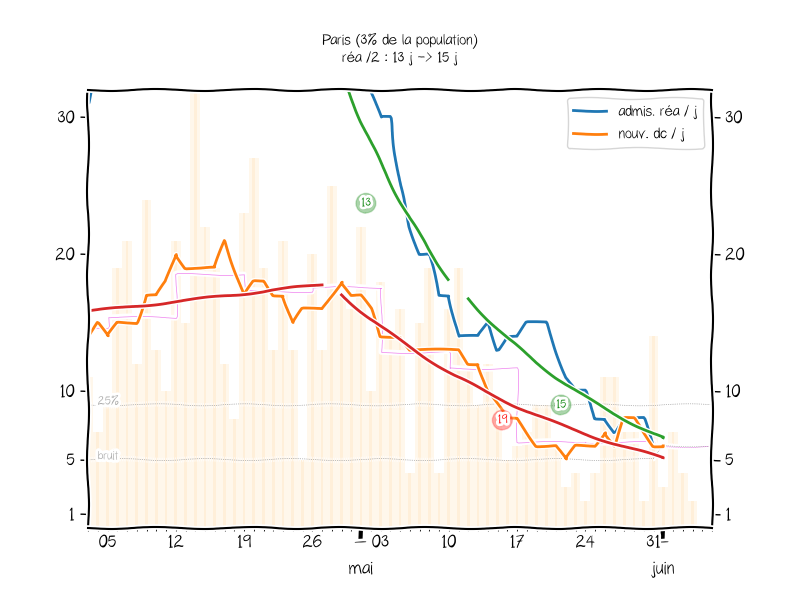 Paris (3% de la population)
réa /2 : 13 j -> 15 j
admis. réa / j
nouv. dc / j
30
30
13
20
20
10
10
25%
15
19
bruit
5
5
1
1
05 12 19 26 03 10 17 24 31
mai juin